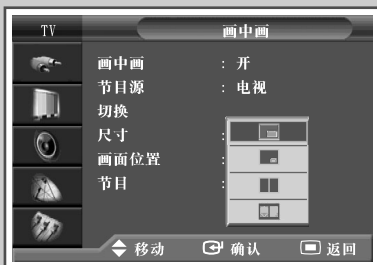 TV 画中画
画中画 : 开
节目源 : 电视
切换
尺寸 :
画面位置 :
节目 :
移动 确认 返回